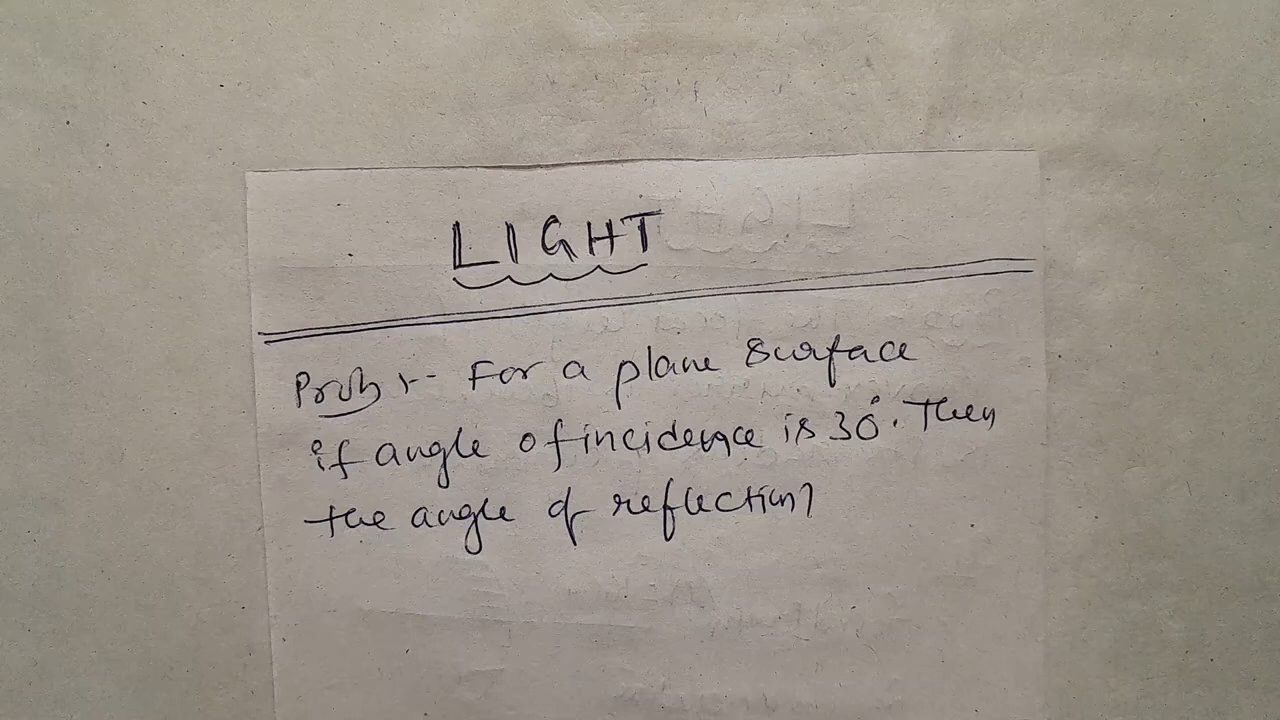 LIGHT
Prob :- For a plane surface
if angle of incidence is 30°. Then
the angle of reflection?